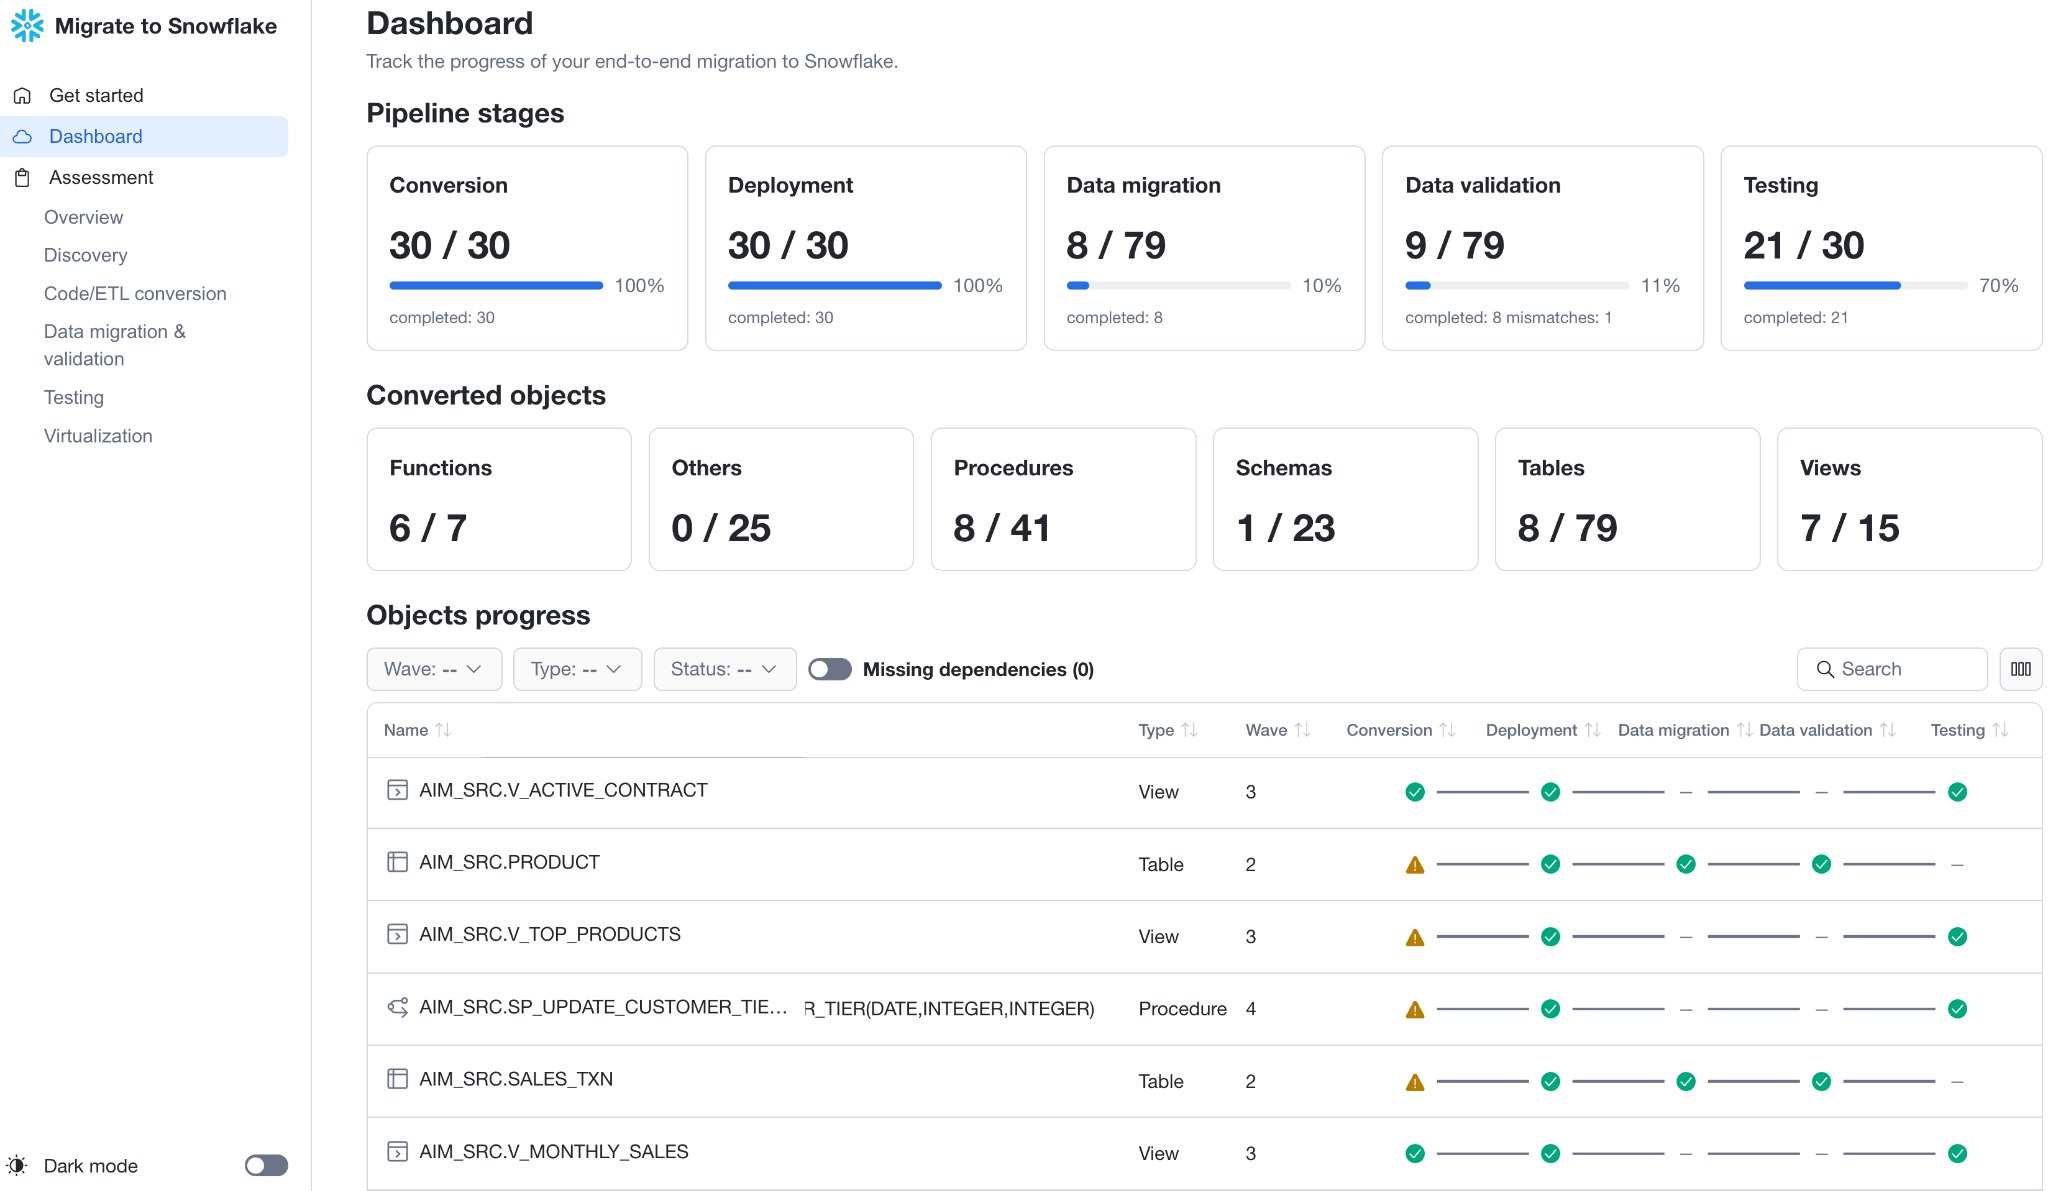 Migrate to Snowflake
Get started
Dashboard
Assessment
Overview
Discovery
Code/ETL conversion
Data migration &
validation
Testing
Virtualization
Dark mode
Dashboard
Track the progress of your end-to-end migration to Snowflake.
Pipeline stages
Conversion
30 / 30
100%
completed: 30
Deployment
30 / 30
100%
completed: 30
Data migration
8 / 79
10%
completed: 8
Data validation
9 / 79
11%
completed: 8 mismatches: 1
Testing
21 / 30
70%
completed: 21
Converted objects
Functions
6 / 7
Others
0 / 25
Procedures
8 / 41
Schemas
1 / 23
Tables
8 / 79
Views
7 / 15
Objects progress
Wave: -- Type: -- Status: -- Missing dependencies (0) Search
Name Type Wave Conversion Deployment Data migration Data validation Testing
AIM_SRC.V_ACTIVE_CONTRACT View 3 – –
AIM_SRC.PRODUCT Table 2 –
AIM_SRC.V_TOP_PRODUCTS View 3 – –
AIM_SRC.SP_UPDATE_CUSTOMER_TIE... R_TIER(DATE,INTEGER,INTEGER) Procedure 4 – –
AIM_SRC.SALES_TXN Table 2 –
AIM_SRC.V_MONTHLY_SALES View 3 – –